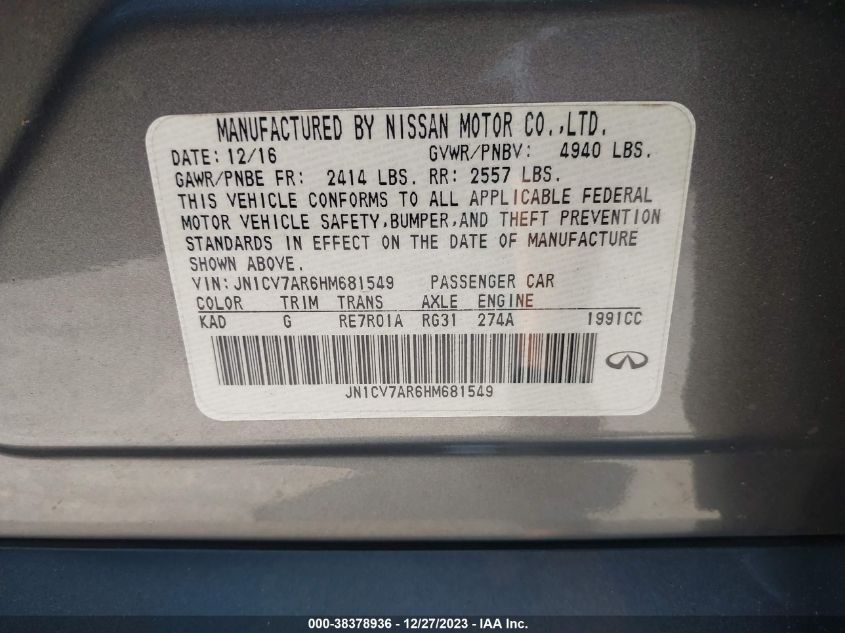 MANUFACTURED BY NISSAN MOTOR CO.,LTD.
DATE: 12/16 GVWR/PNBV: 4940 LBS.
GAWR/PNBE FR: 2414 LBS. RR: 2557 LBS.
THIS VEHICLE CONFORMS TO ALL APPLICABLE FEDERAL
MOTOR VEHICLE SAFETY,BUMPER,AND THEFT PREVENTION
STANDARDS IN EFFECT ON THE DATE OF MANUFACTURE
SHOWN ABOVE.
VIN:JN1CV7AR6HM681549 PASSENGER CAR
COLOR TRIM TRANS AXLE ENGINE
KAD G RE7R01A RG31 274A 1991CC
JN1CV7AR6HM681549
000-38378936 - 12/27/2023 - IAA Inc.